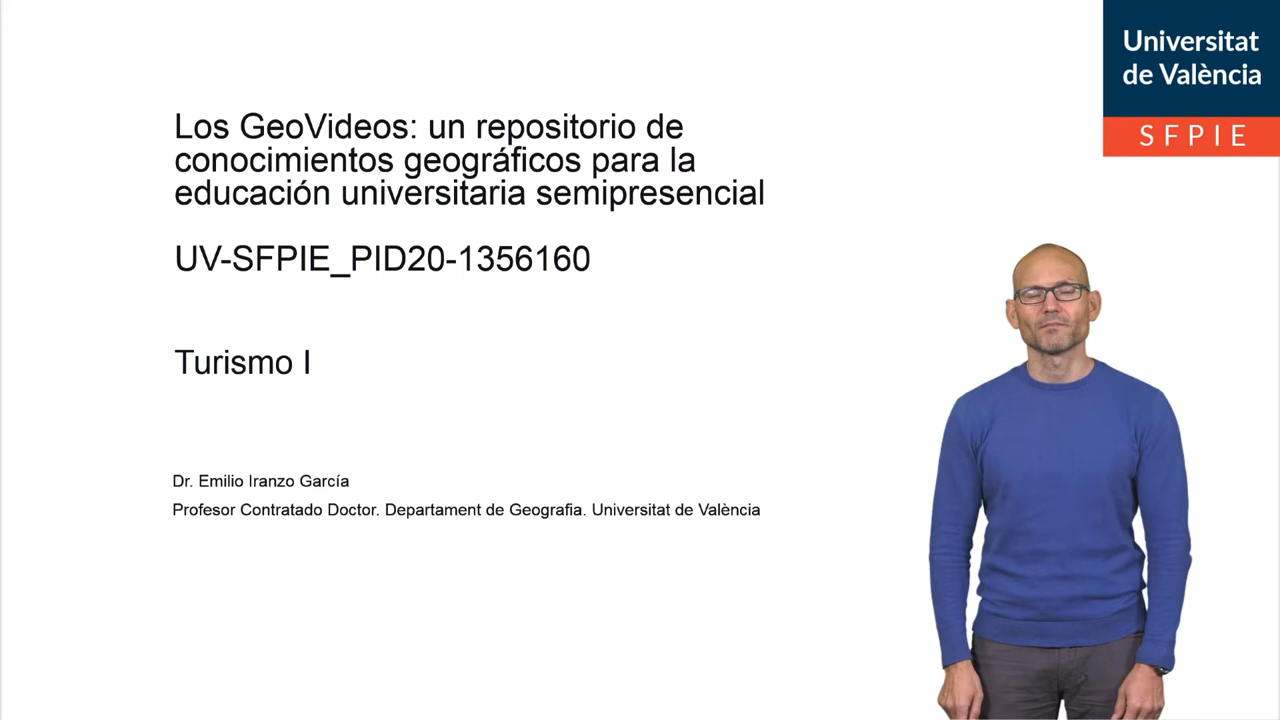 Universitat
de València
SFPIE
Los GeoVideos: un repositorio de
conocimientos geográficos para la
educación universitaria semipresencial
UV-SFPIE_PID20-1356160
Turismo I
Dr. Emilio Iranzo García
Profesor Contratado Doctor. Departament de Geografia. Universitat de València